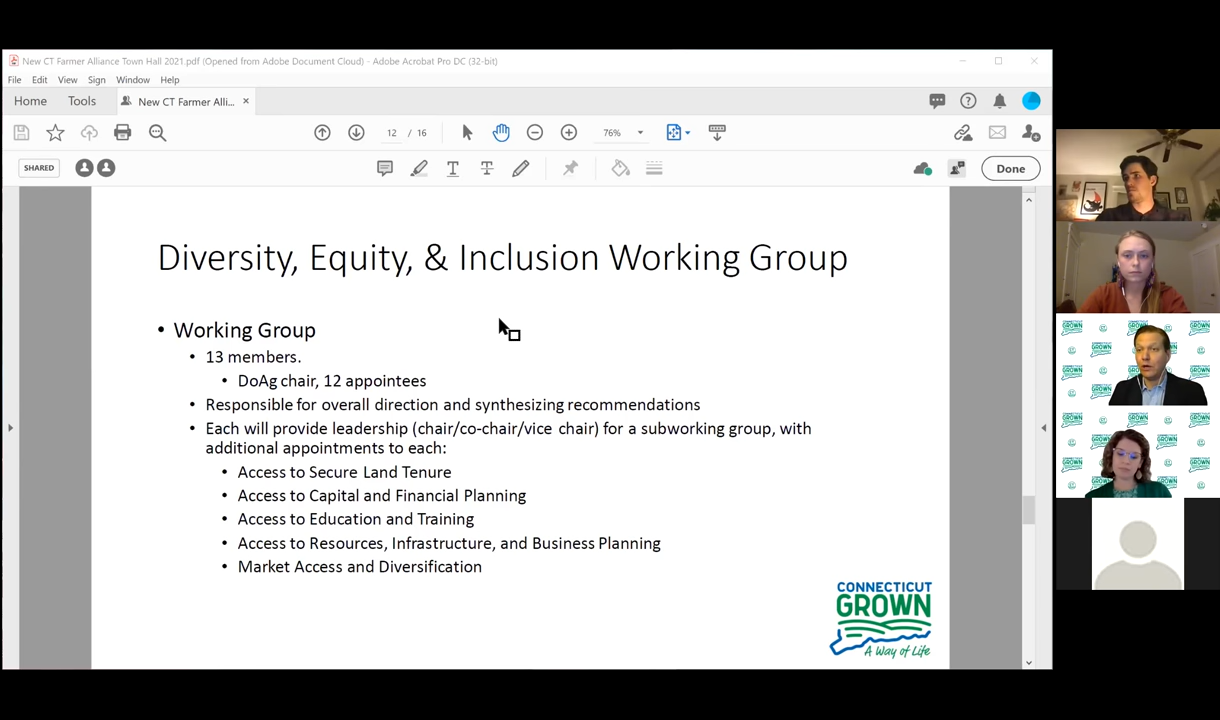 New CT Farmer Alliance Town Hall 2021.pdf (Opened from Adobe Document Cloud) - Adobe Acrobat Pro DC (32-bit)
File Edit View Sign Window Help
Home Tools New CT Farmer Alli... ×
12 / 16 76%
SHARED Done
Diversity, Equity, & Inclusion Working Group
• Working Group
• 13 members.
• DoAg chair, 12 appointees
• Responsible for overall direction and synthesizing recommendations
• Each will provide leadership (chair/co-chair/vice chair) for a subworking group, with
additional appointments to each:
• Access to Secure Land Tenure
• Access to Capital and Financial Planning
• Access to Education and Training
• Access to Resources, Infrastructure, and Business Planning
• Market Access and Diversification
CONNECTICUT
GROWN
A Way of Life